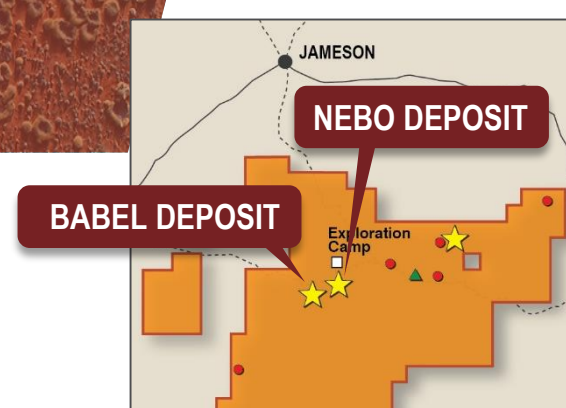 JAMESON
NEBO DEPOSIT
BABEL DEPOSIT
Exploration
Camp